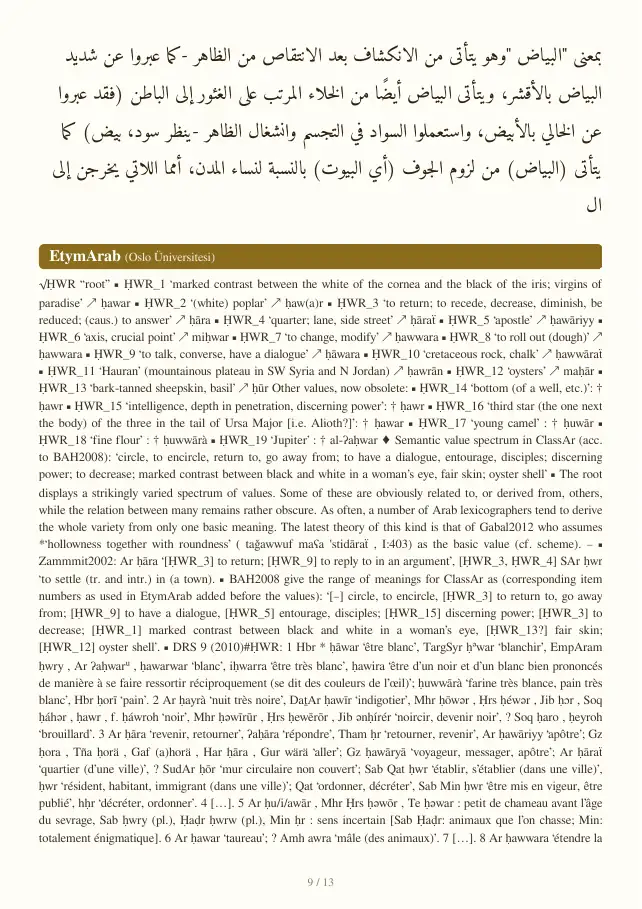 بمعنى "البياض "وهو يتأتى من الانكشاف بعد الانتقاص من الظاهر -كما عبروا عن شديد
البياض بالأقشر، ويتأتى البياض أيضًا من الخلاء المرتب على الغثور إلى الباطن (فقد عبروا
عن الخالي بالأبيض، واستعملوا السواد في التجسم وانشغال الظاهر -ينظر سود، بيض) كما
يتأتى (البياض) من لزوم الجوف (أي البيوت) بالنسبة لنساء المدن، أمما اللاتي يخرجن إلى
ال
EtymArab (Oslo Üniversitesi)
√ḤWR “root” ▪ ḤWR_1 ‘marked contrast between the white of the cornea and the black of the iris; virgins of
paradise’ ↗ ḥawar ▪ ḤWR_2 ‘(white) poplar’ ↗ ḥaw(a)r ▪ ḤWR_3 ‘to return; to recede, decrease, diminish, be
reduced; (caus.) to answer’ ↗ ḥāra ▪ ḤWR_4 ‘quarter; lane, side street’ ↗ ḥāraẗ ▪ ḤWR_5 ‘apostle’ ↗ ḥawāriyy ▪
ḤWR_6 ‘axis, crucial point’ ↗ miḥwar ▪ ḤWR_7 ‘to change, modify’ ↗ ḥawwara ▪ ḤWR_8 ‘to roll out (dough)’ ↗
ḥawwara ▪ ḤWR_9 ‘to talk, converse, have a dialogue’ ↗ ḥāwara ▪ ḤWR_10 ‘cretaceous rock, chalk’ ↗ ḥawwāraẗ
▪ ḤWR_11 ‘Hauran’ (mountainous plateau in SW Syria and N Jordan) ↗ ḥawrān ▪ ḤWR_12 ‘oysters’ ↗ maḥār ▪
ḤWR_13 ‘bark-tanned sheepskin, basil’ ↗ ḥūr Other values, now obsolete: ▪ ḤWR_14 ‘bottom (of a well, etc.)’: †
ḥawr ▪ ḤWR_15 ‘intelligence, depth in penetration, discerning power’: † ḥawr ▪ ḤWR_16 ‘third star (the one next
the body) of the three in the tail of Ursa Major [i.e. Alioth?]’: † ḥawar ▪ ḤWR_17 ‘young camel’ : † ḥuwār ▪
ḤWR_18 ‘fine flour’ : † ḥuwwārà ▪ ḤWR_19 ‘Jupiter’ : † al-ʔaḥwar ♦ Semantic value spectrum in ClassAr (acc.
to BAH2008): ‘circle, to encircle, return to, go away from; to have a dialogue, entourage, disciples; discerning
power; to decrease; marked contrast between black and white in a woman’s eye, fair skin; oyster shell’ ▪ The root
displays a strikingly varied spectrum of values. Some of these are obviously related to, or derived from, others,
while the relation between many remains rather obscure. As often, a number of Arab lexicographers tend to derive
the whole variety from only one basic meaning. The latest theory of this kind is that of Gabal2012 who assumes
*‘hollowness together with roundness’ ( taǧawwuf maʕa ’stidāraẗ , I:403) as the basic value (cf. scheme). – ▪
Zammmit2002: Ar ḥāra ‘[ḤWR_3] to return; [ḤWR_9] to reply to in an argument’, [ḤWR_3, ḤWR_4] SAr ḥwr
‘to settle (tr. and intr.) in (a town). ▪ BAH2008 give the range of meanings for ClassAr as (corresponding item
numbers as used in EtymArab added before the values): ‘[–] circle, to encircle, [ḤWR_3] to return to, go away
from; [ḤWR_9] to have a dialogue, [ḤWR_5] entourage, disciples; [ḤWR_15] discerning power; [ḤWR_3] to
decrease; [ḤWR_1] marked contrast between black and white in a woman’s eye, [ḤWR_13?] fair skin;
[ḤWR_12] oyster shell’. ▪ DRS 9 (2010)#ḤWR: 1 Hbr * ḥāwar ‘être blanc’, TargSyr ḥᵊwar ‘blanchir’, EmpAram
ḥwry , Ar ʔaḥwarᵘ , ḥawarwar ‘blanc’, iḥwarra ‘être très blanc’, ḥawira ‘être d’un noir et d’un blanc bien prononcés
de manière à se faire ressortir réciproquement (se dit des couleurs de l’œil)’; ḥuwwārà ‘farine très blance, pain très
blanc’, Hbr ḥorī ‘pain’. 2 Ar ḥayrà ‘nuit très noire’, DaṯAr ḥawīr ‘indigotier’, Mhr ḥōwər , Ḥrs ḥéwər , Jib ḥor , Soq
ḥáhər , ḥawr , f. ḥáwroh ‘noir’, Mhr ḥəwīrūr , Ḥrs ḥewērōr , Jib ənḥírér ‘noircir, devenir noir’, ? Soq ḥaro , ḥeyroh
‘brouillard’. 3 Ar ḥāra ‘revenir, retourner’, ʔaḥāra ‘répondre’, Tham ḥr ‘retourner, revenir’, Ar ḥawāriyy ‘apôtre’; Gz
ḥora , Tña ḥorä , Gaf (a)horä , Har ḥāra , Gur wärä ‘aller’; Gz ḥawāryā ‘voyageur, messager, apôtre’; Ar ḥāraẗ
‘quartier (d’une ville)’, ? SudAr ḥōr ‘mur circulaire non couvert’; Sab Qat ḥwr ‘établir, s’établier (dans une ville)’,
ḥwr ‘résident, habitant, immigrant (dans une ville)’; Qat ‘ordonner, décréter’, Sab Min ḥwr ‘être mis en vigeur, être
publié’, hḥr ‘décréter, ordonner’. 4 […]. 5 Ar ḥu/i/awār , Mhr Ḥrs ḥəwōr , Te ḥəwar : petit de chameau avant l’âge
du sevrage, Sab ḥwry (pl.), Ḥaḍr ḥwrw (pl.), Min ḥr : sens incertain [Sab Ḥaḍr: animaux que l’on chasse; Min:
totalement énigmatique]. 6 Ar ḥawar ‘taureau’; ? Amh awra ‘mâle (des animaux)’. 7 […]. 8 Ar ḥawwara ‘étendre la
9 / 13